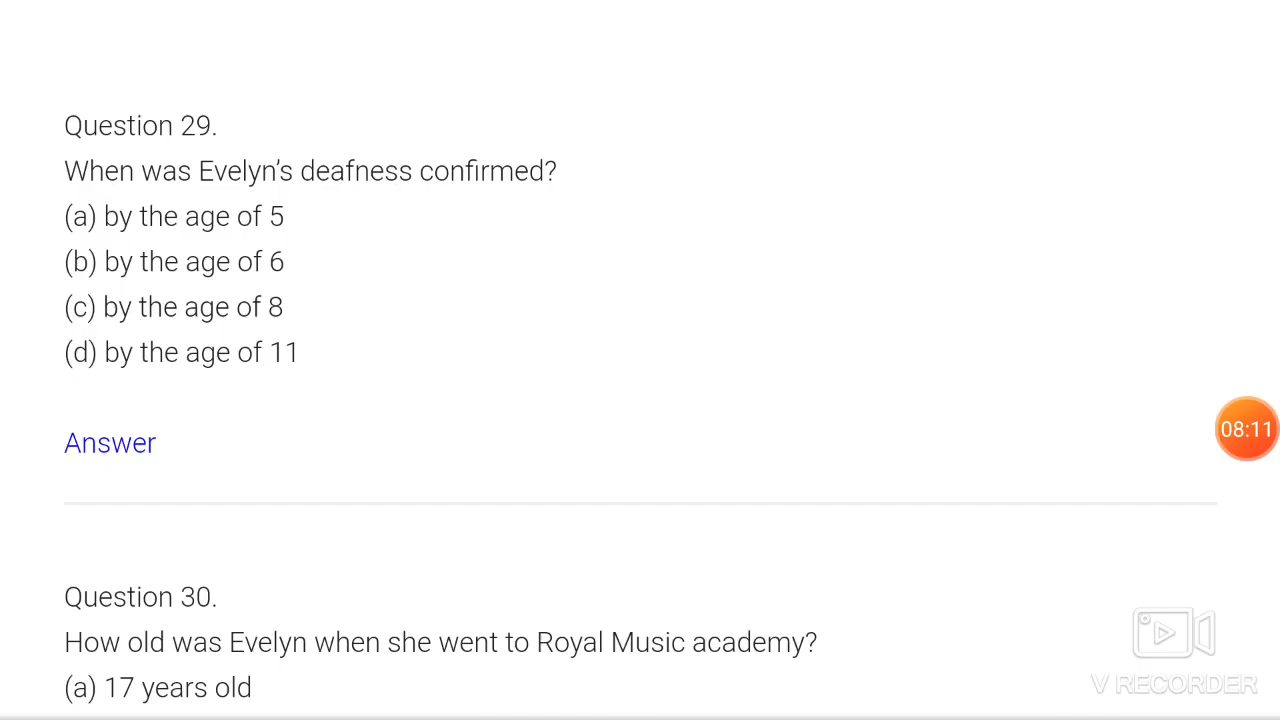 Question 29.
When was Evelyn’s deafness confirmed?
(a) by the age of 5
(b) by the age of 6
(c) by the age of 8
(d) by the age of 11
Answer
08:11
Question 30.
How old was Evelyn when she went to Royal Music academy?
(a) 17 years old
V RECORDER